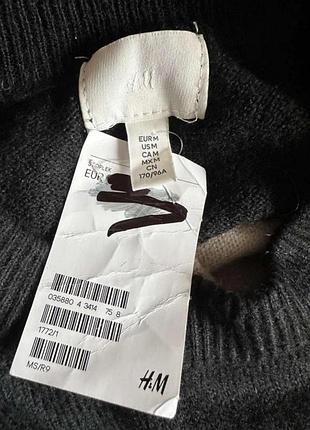 H&M
EUR M
US M
CA M
MX M
CN
170/96A
EUR
035880 4 3414 75 8
1772/1
MS/R9
H&M